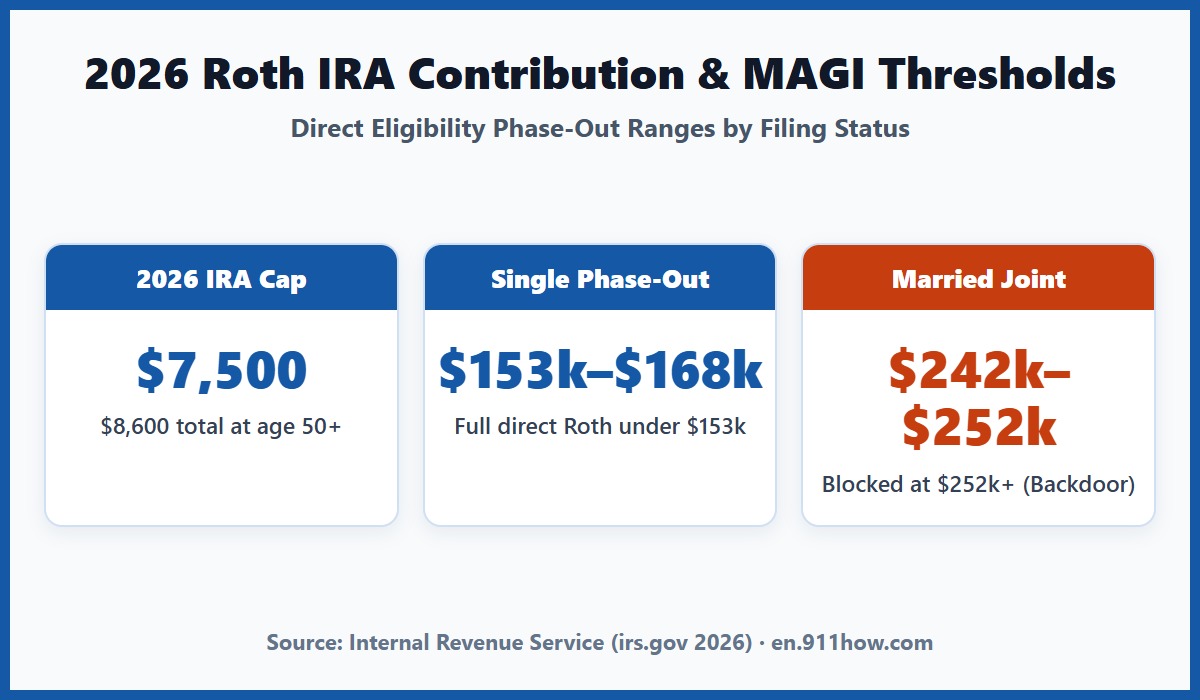 2026 Roth IRA Contribution & MAGI Thresholds
Direct Eligibility Phase-Out Ranges by Filing Status
2026 IRA Cap
$7,500
$8,600 total at age 50+
Single Phase-Out
$153k–$168k
Full direct Roth under $153k
Married Joint
$242k–
$252k
Blocked at $252k+ (Backdoor)
Source: Internal Revenue Service (irs.gov 2026) · en.911how.com